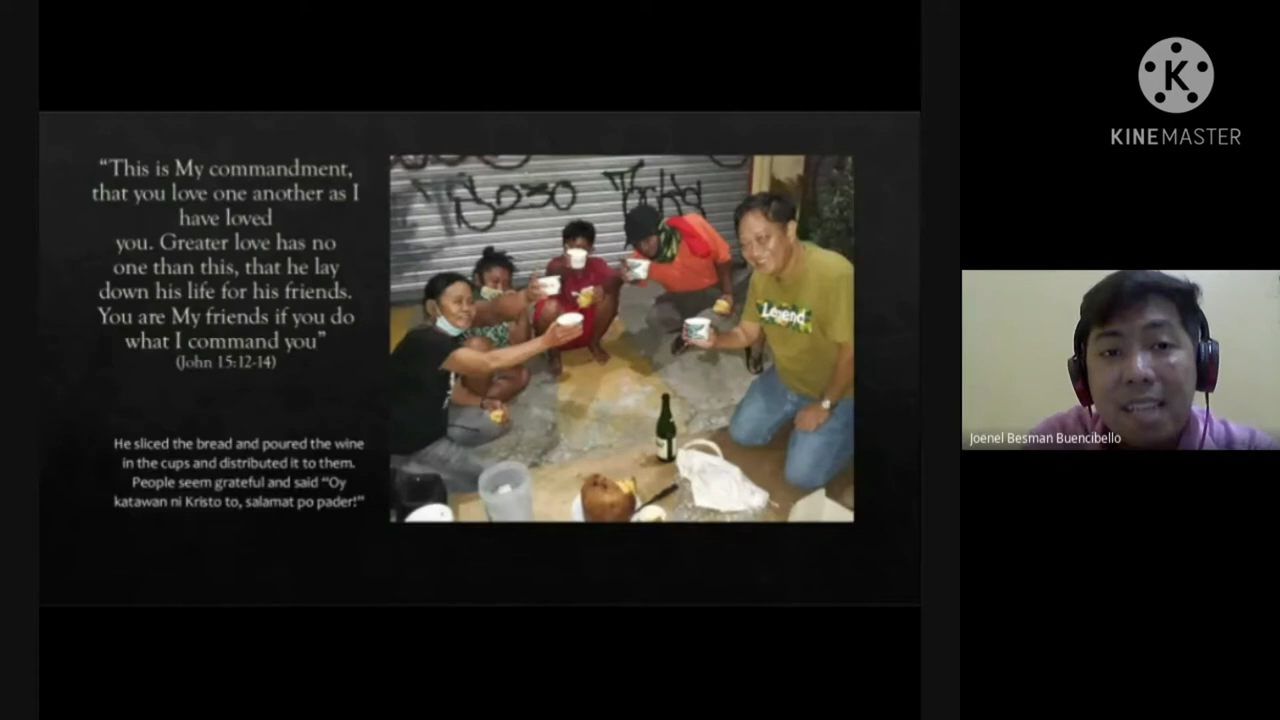 “This is My commandment,
that you love one another as I
have loved
you. Greater love has no
one than this, that he lay
down his life for his friends.
You are My friends if you do
what I command you”
(John 15:12-14)
He sliced the bread and poured the wine
in the cups and distributed it to them.
People seem grateful and said “Oy
katawan ni Kristo to, salamat po pader!”
Legend
K
KINEMASTER
Joenel Besman Buencibello